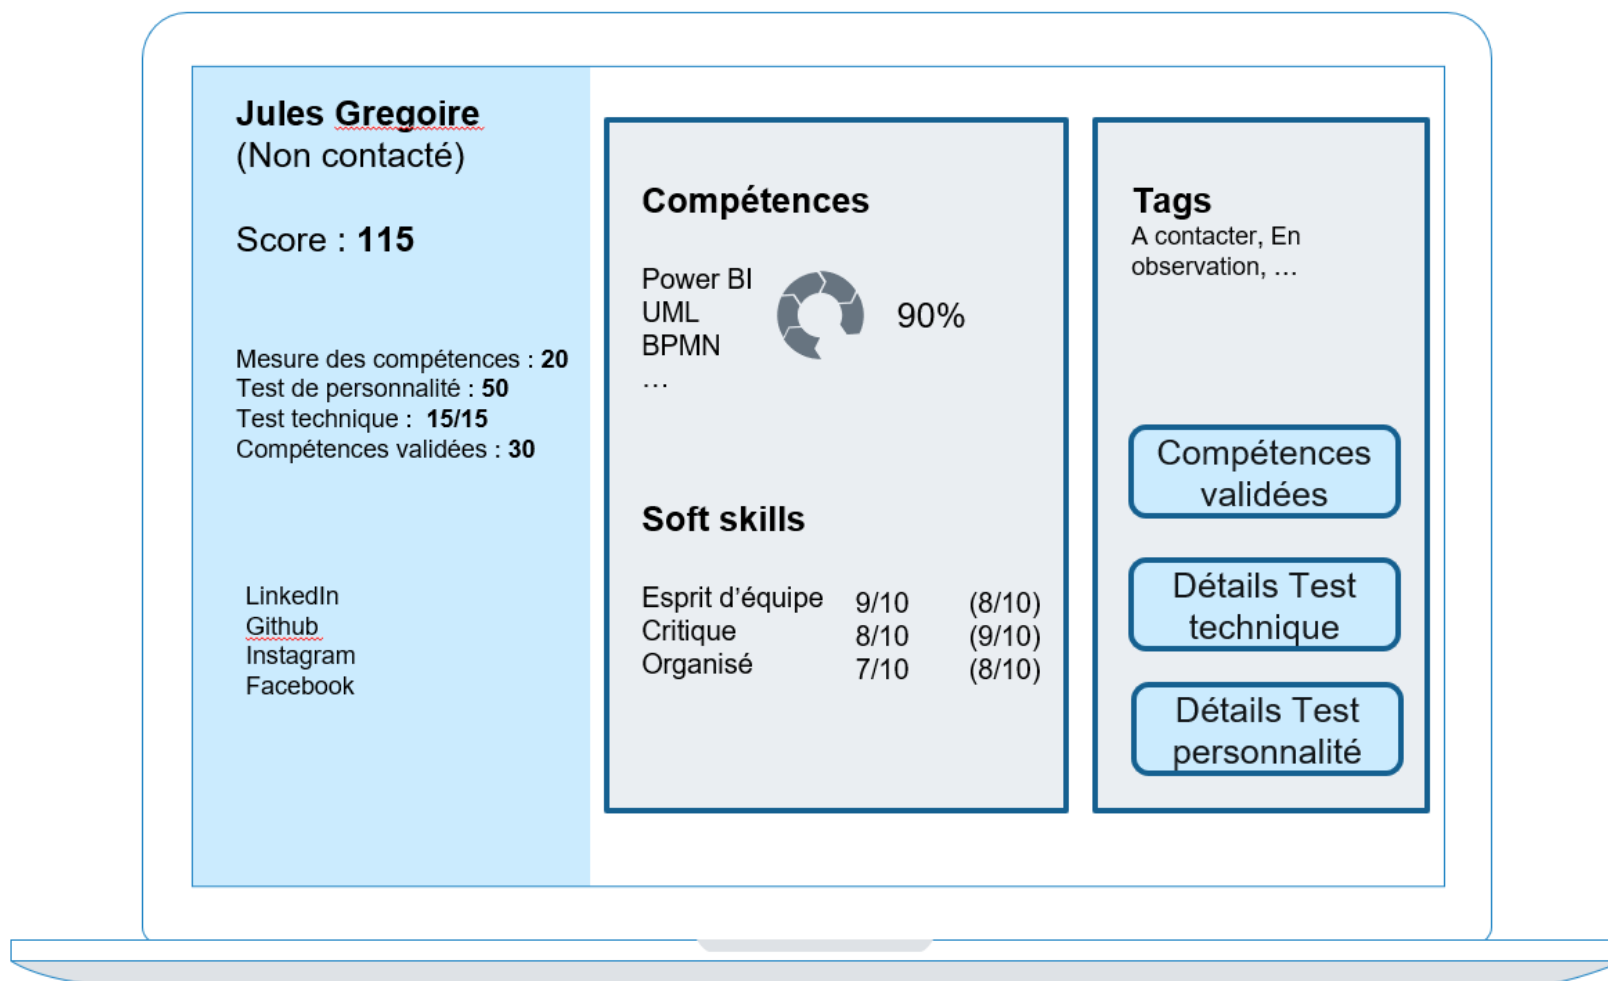 Jules Gregoire
(Non contacté)
Score : 115
Mesure des compétences : 20
Test de personnalité : 50
Test technique :  15/15
Compétences validées : 30
LinkedIn
Github
Instagram
Facebook
Compétences
Power BI
UML
BPMN
…
90%
Soft skills
Esprit d’équipe 9/10 (8/10)
Critique 8/10 (9/10)
Organisé 7/10 (8/10)
Tags
A contacter, En
observation, …
Compétences
validées
Détails Test
technique
Détails Test
personnalité